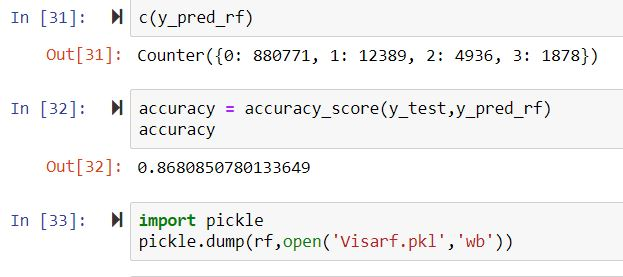 In [31]: c(y_pred_rf)
Out[31]: Counter({0: 880771, 1: 12389, 2: 4936, 3: 1878})
In [32]: accuracy = accuracy_score(y_test,y_pred_rf)
accuracy
Out[32]: 0.8680850780133649
In [33]: import pickle
pickle.dump(rf,open('Visarf.pkl','wb'))